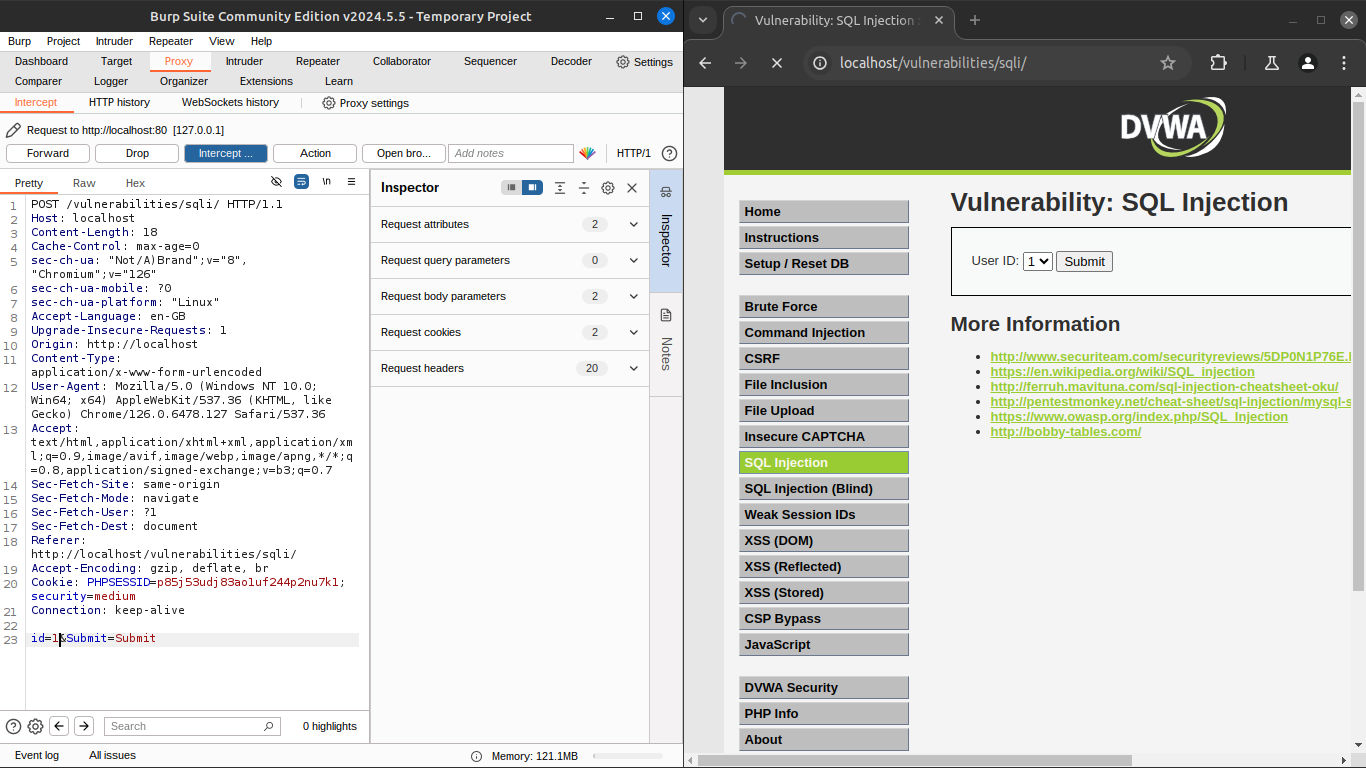 Burp Suite Community Edition v2024.5.5 - Temporary Project
Burp Project Intruder Repeater View Help
Dashboard Target Proxy Intruder Repeater Collaborator Sequencer Decoder Settings
Comparer Logger Organizer Extensions Learn
Intercept HTTP history WebSockets history Proxy settings
Request to http://localhost:80 [127.0.0.1]
Forward Drop Intercept ... Action Open bro... Add notes HTTP/1
Pretty Raw Hex \n
1 POST /vulnerabilities/sqli/ HTTP/1.1
2 Host: localhost
3 Content-Length: 18
4 Cache-Control: max-age=0
5 sec-ch-ua: "Not/A)Brand";v="8",
"Chromium";v="126"
6 sec-ch-ua-mobile: ?0
7 sec-ch-ua-platform: "Linux"
8 Accept-Language: en-GB
9 Upgrade-Insecure-Requests: 1
10 Origin: http://localhost
11 Content-Type:
application/x-www-form-urlencoded
12 User-Agent: Mozilla/5.0 (Windows NT 10.0;
Win64; x64) AppleWebKit/537.36 (KHTML, like
Gecko) Chrome/126.0.6478.127 Safari/537.36
13 Accept:
text/html,application/xhtml+xml,application/xm
l;q=0.9,image/avif,image/webp,image/apng,*/*;q
=0.8,application/signed-exchange;v=b3;q=0.7
14 Sec-Fetch-Site: same-origin
15 Sec-Fetch-Mode: navigate
16 Sec-Fetch-User: ?1
17 Sec-Fetch-Dest: document
18 Referer:
http://localhost/vulnerabilities/sqli/
19 Accept-Encoding: gzip, deflate, br
20 Cookie: PHPSESSID=p85j53udj83ao1uf244p2nu7k1;
security=medium
21 Connection: keep-alive
22
23 id=1&Submit=Submit
Search 0 highlights
Event log All issues Memory: 121.1MB
Inspector
Request attributes 2
Request query parameters 0
Request body parameters 2
Request cookies 2
Request headers 20
Inspector
Notes
Vulnerability: SQL Injection :
localhost/vulnerabilities/sqli/
DVWA
Home
Instructions
Setup / Reset DB
Brute Force
Command Injection
CSRF
File Inclusion
File Upload
Insecure CAPTCHA
SQL Injection
SQL Injection (Blind)
Weak Session IDs
XSS (DOM)
XSS (Reflected)
XSS (Stored)
CSP Bypass
JavaScript
DVWA Security
PHP Info
About
Vulnerability: SQL Injection
User ID: 1 Submit
More Information
http://www.securiteam.com/securityreviews/5DP0N1P76E.
https://en.wikipedia.org/wiki/SQL_injection
http://ferruh.mavituna.com/sql-injection-cheatsheet-oku/
http://pentestmonkey.net/cheat-sheet/sql-injection/mysql-s
https://www.owasp.org/index.php/SQL_Injection
http://bobby-tables.com/